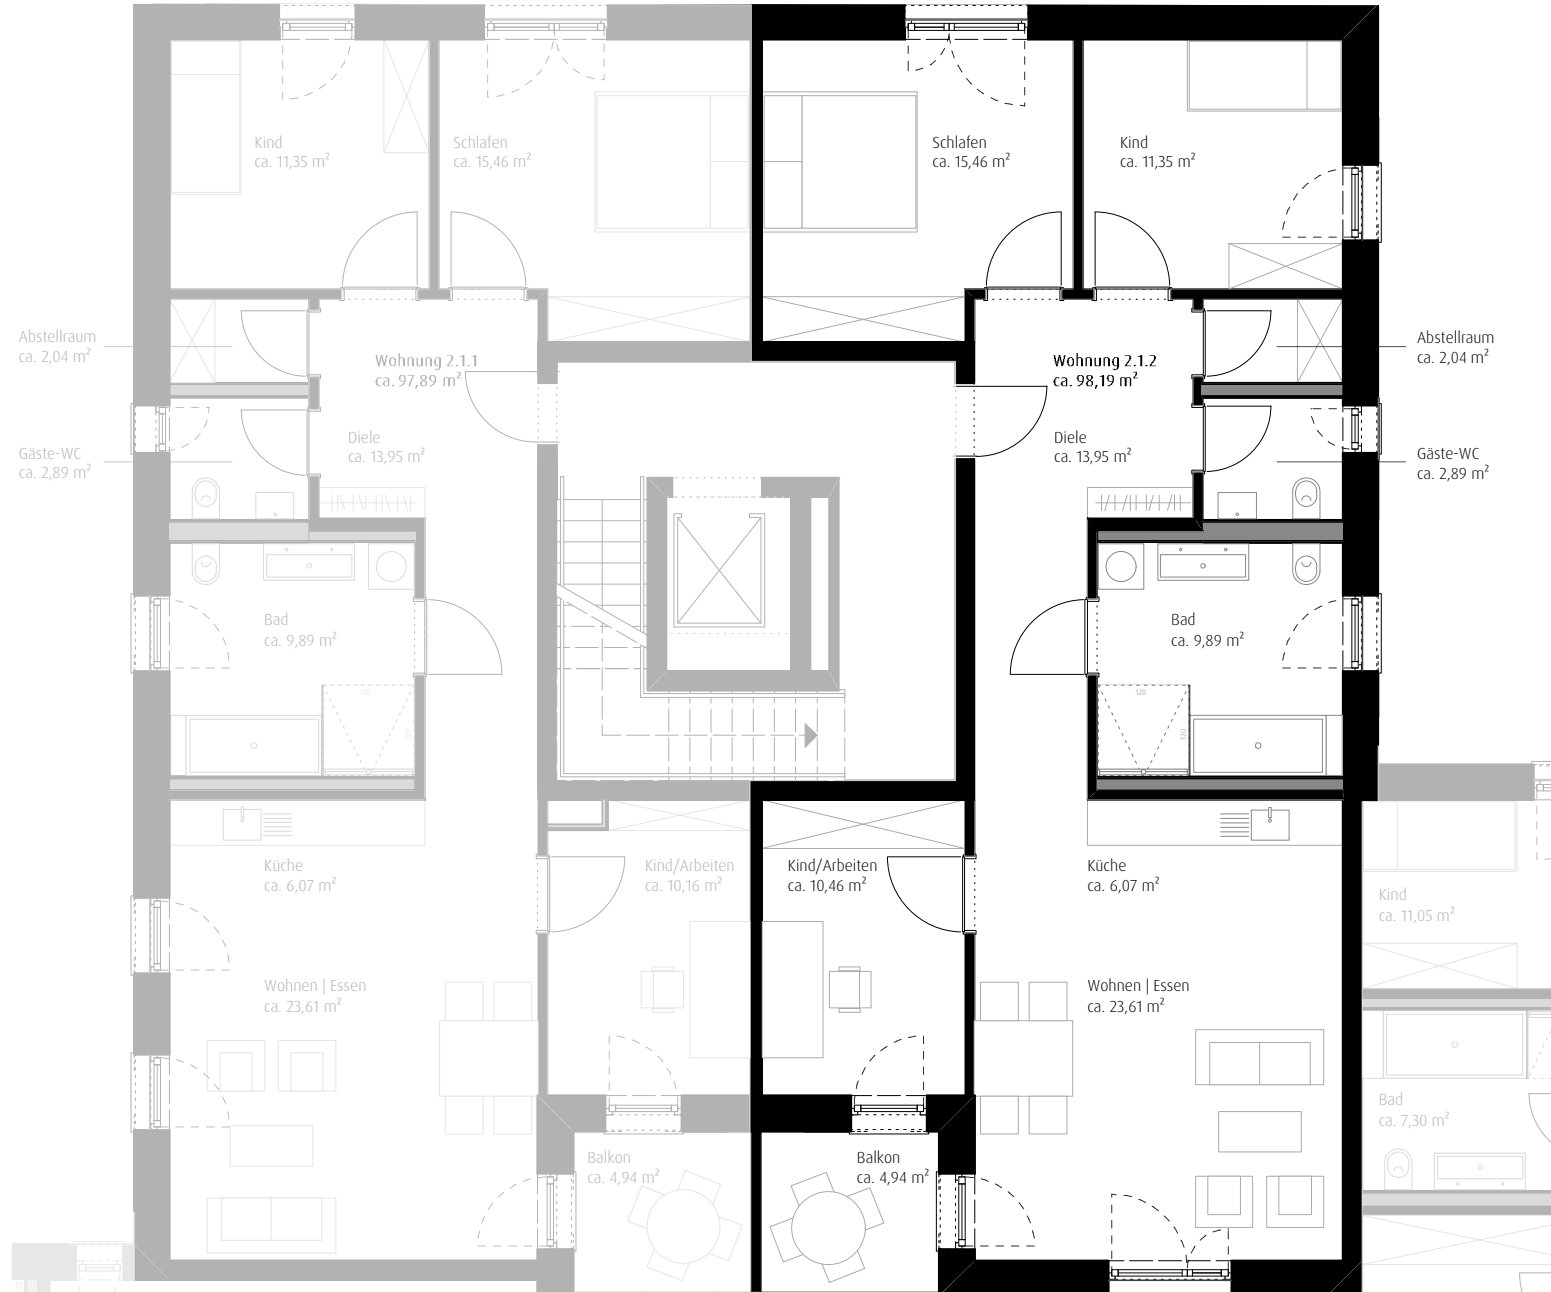 Kind
ca. 11,35 m²
Schlafen
ca. 15,46 m²
Schlafen
ca. 15,46 m²
Kind
ca. 11,35 m²
Abstellraum
ca. 2,04 m²
Wohnung 2.1.1
ca. 97,89 m²
Wohnung 2.1.2
ca. 98,19 m²
Abstellraum
ca. 2,04 m²
Gäste-WC
ca. 2,89 m²
Diele
ca. 13,95 m²
Diele
ca. 13,95 m²
Gäste-WC
ca. 2,89 m²
Bad
ca. 9,89 m²
Bad
ca. 9,89 m²
120
120
120
120
Küche
ca. 6,07 m²
Kind/Arbeiten
ca. 10,16 m²
Kind/Arbeiten
ca. 10,46 m²
Küche
ca. 6,07 m²
Kind
ca. 11,05 m²
Wohnen | Essen
ca. 23,61 m²
Wohnen | Essen
ca. 23,61 m²
Bad
ca. 7,30 m²
Balkon
ca. 4,94 m²
Balkon
ca. 4,94 m²